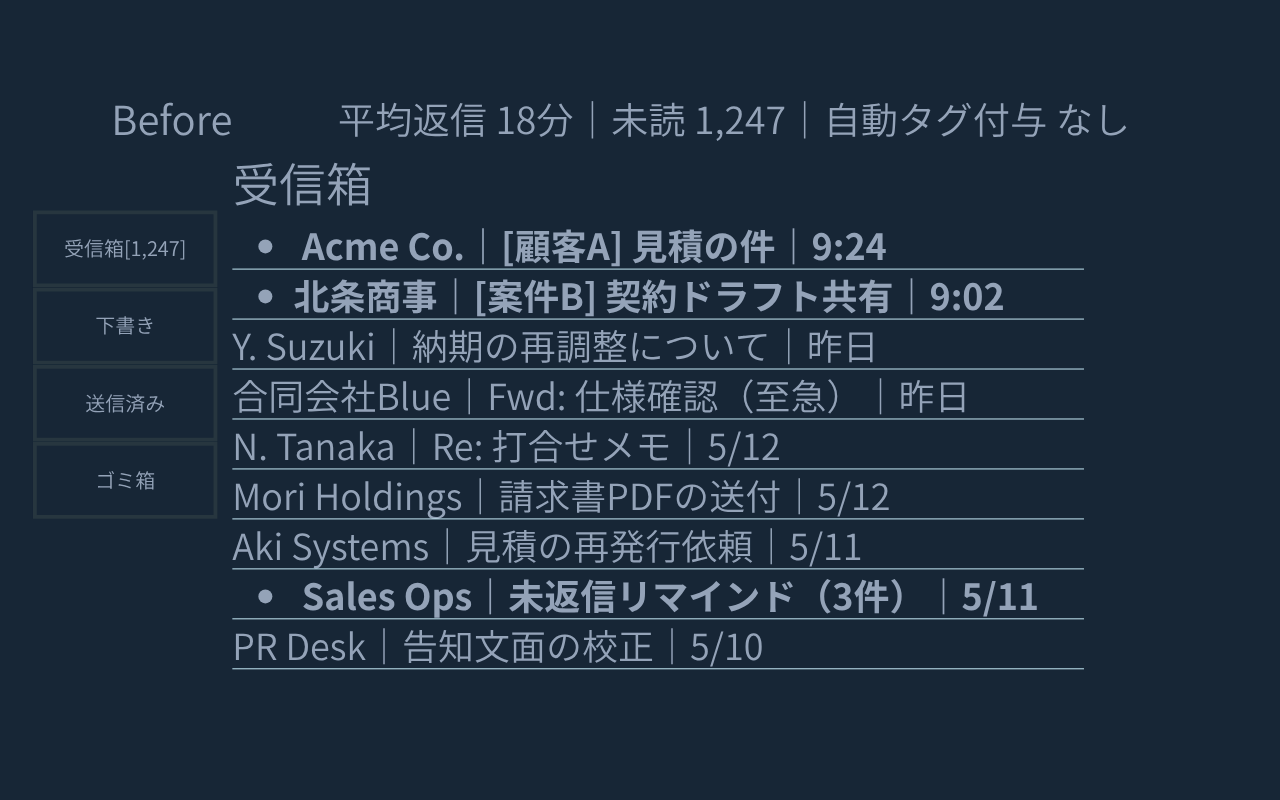 Before
平均返信 18分｜未読 1,247｜自動タグ付与 なし
受信箱
受信箱[1,247]
下書き
送信済み
ゴミ箱
● Acme Co.｜[顧客A] 見積の件｜9:24
● 北条商事｜[案件B] 契約ドラフト共有｜9:02
Y. Suzuki｜納期の再調整について｜昨日
合同会社Blue｜Fwd: 仕様確認（至急）｜昨日
N. Tanaka｜Re: 打合せメモ｜5/12
Mori Holdings｜請求書PDFの送付｜5/12
Aki Systems｜見積の再発行依頼｜5/11
● Sales Ops｜未返信リマインド（3件）｜5/11
PR Desk｜告知文面の校正｜5/10